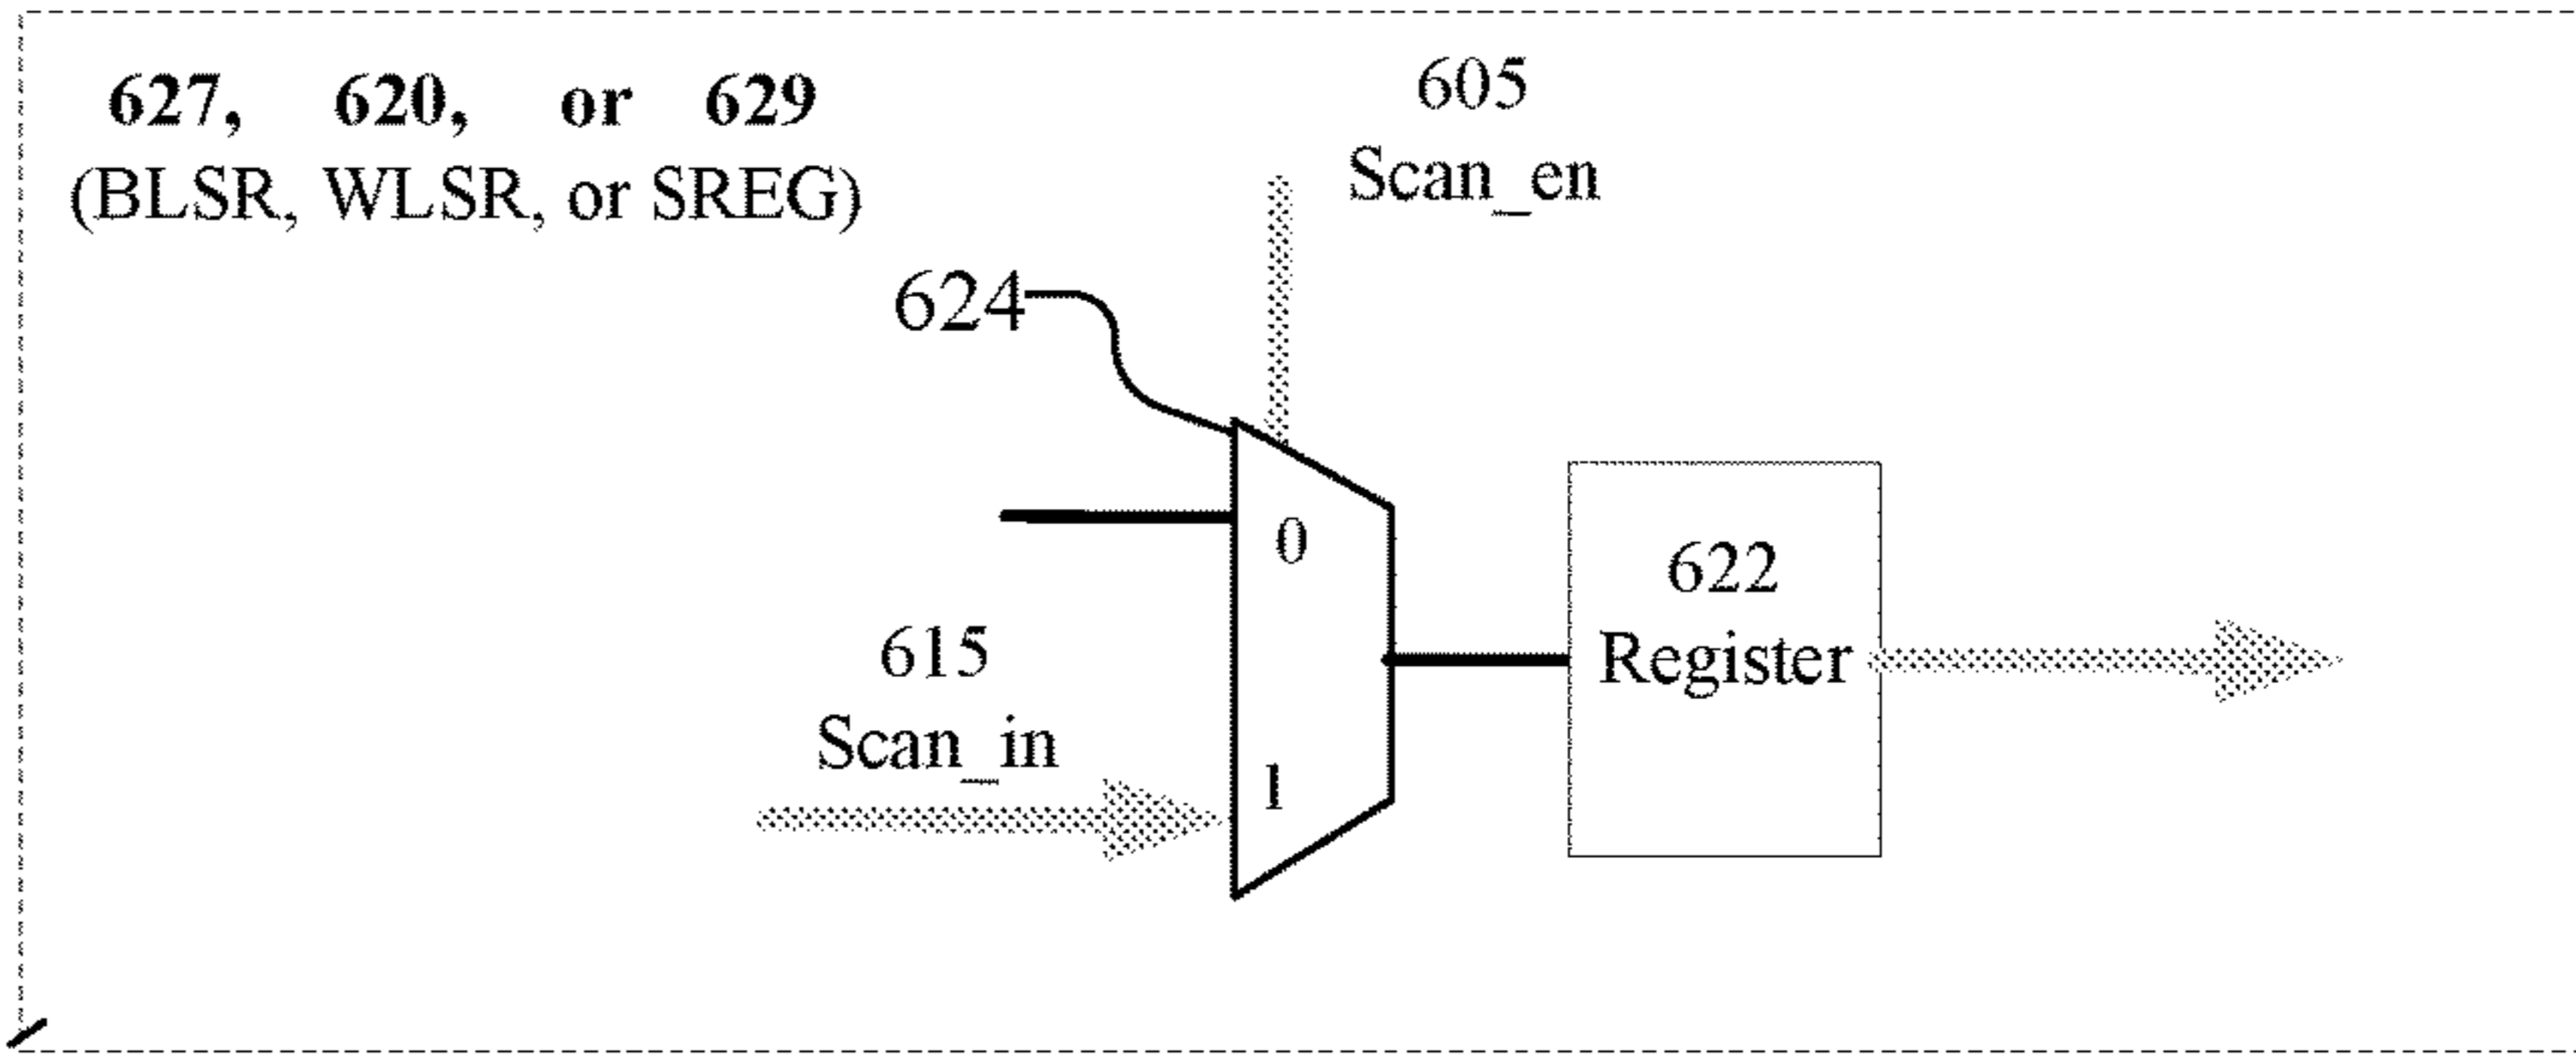 627, 620, or 629
(BLSR, WLSR, or SREG)
605
Scan_en
624
0
622
Register
615
Scan_in
1